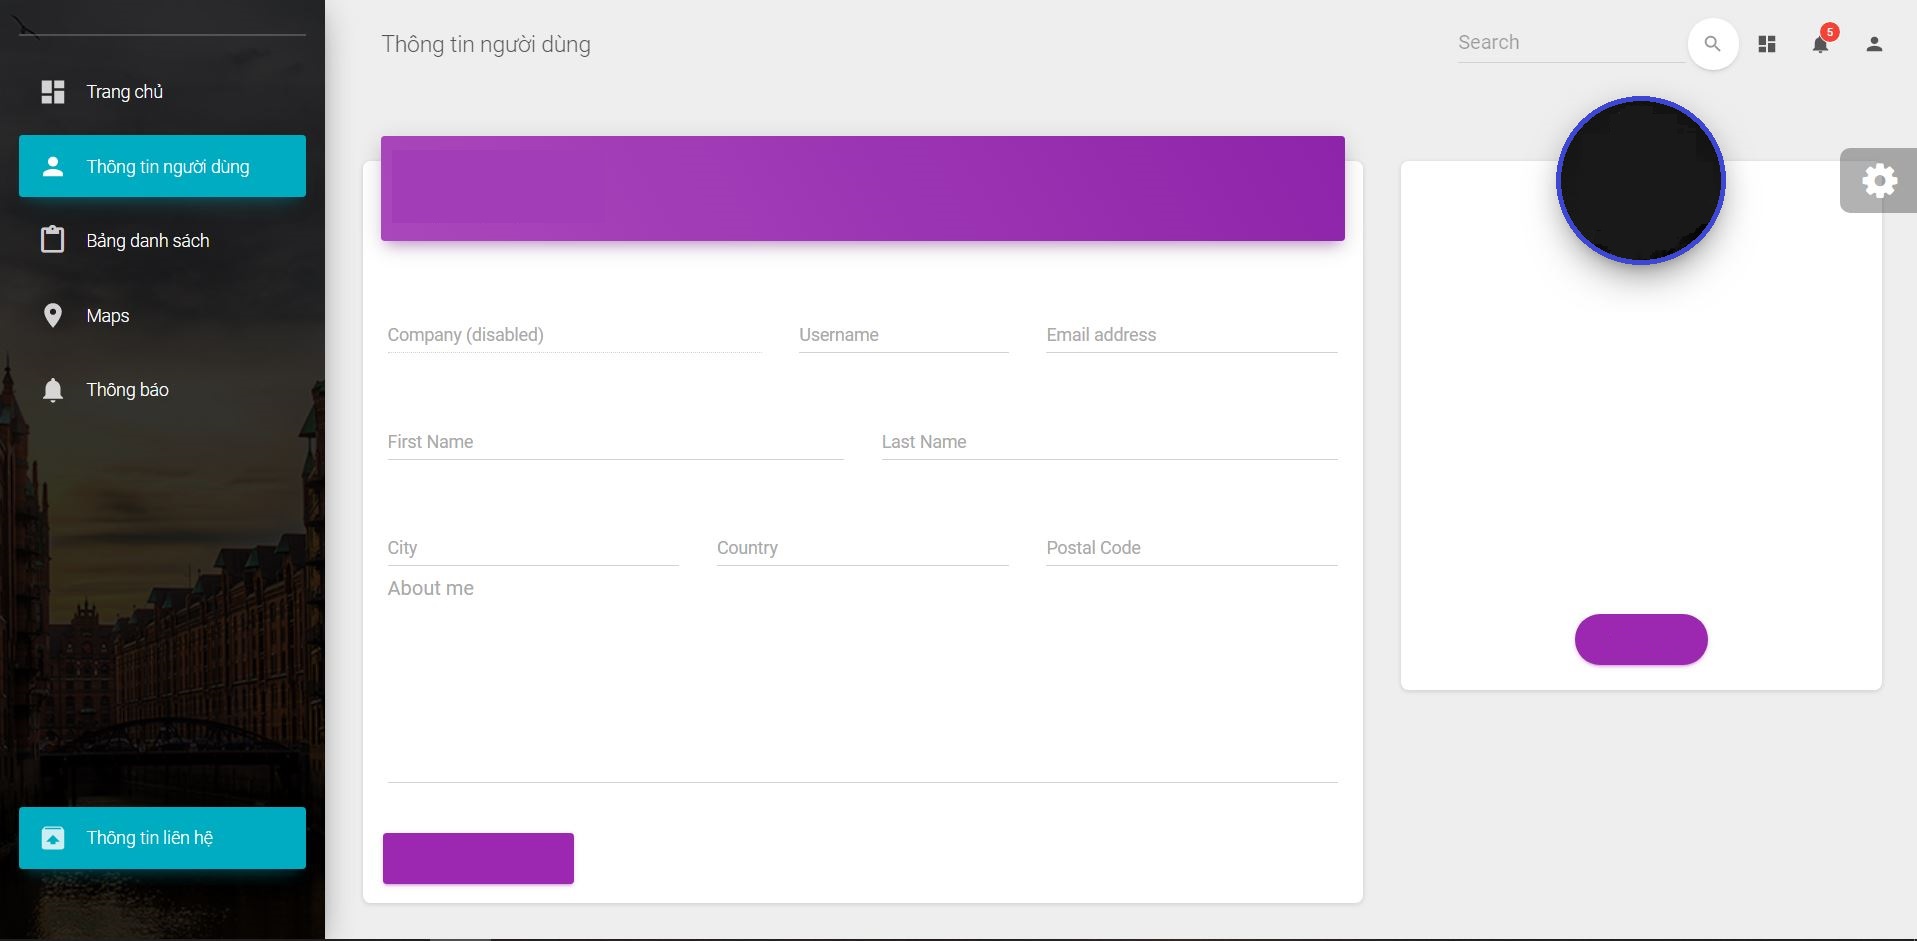 Thông tin người dùng
Search
5
Trang chủ
Thông tin người dùng
Bảng danh sách
Maps
Thông báo
Thông tin liên hệ
Company (disabled)
Username
Email address
First Name
Last Name
City
Country
Postal Code
About me